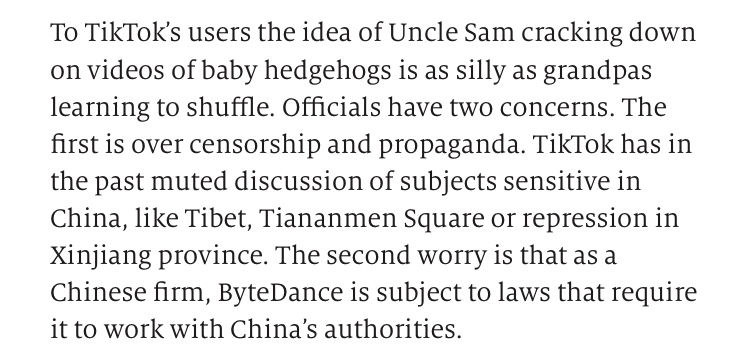 To TikTok’s users the idea of Uncle Sam cracking down
on videos of baby hedgehogs is as silly as grandpas
learning to shuffle. Officials have two concerns. The
first is over censorship and propaganda. TikTok has in
the past muted discussion of subjects sensitive in
China, like Tibet, Tiananmen Square or repression in
Xinjiang province. The second worry is that as a
Chinese firm, ByteDance is subject to laws that require
it to work with China’s authorities.